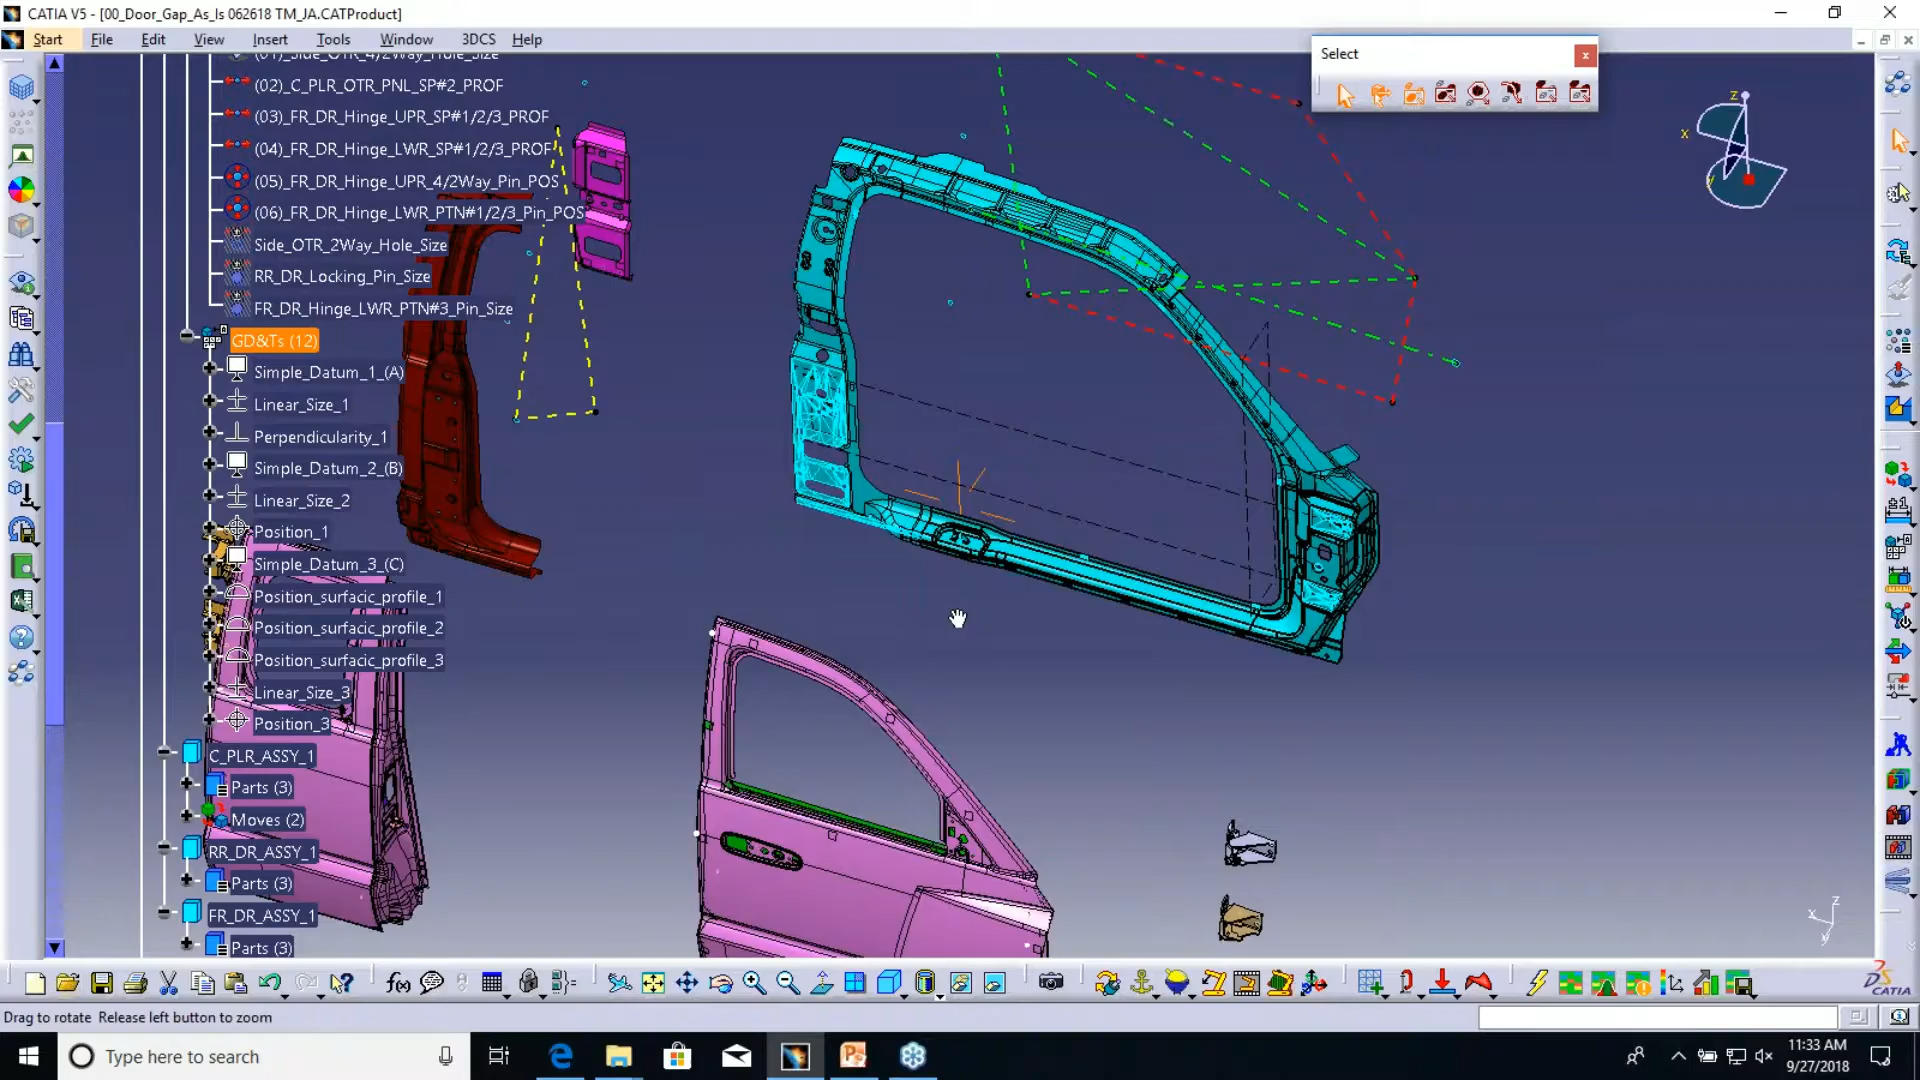 CATIA V5 - [00_Door_Gap_As_Is 062618 TM_JA.CATProduct]
Start File Edit View Insert Tools Window 3DCS Help
Select
(01)_Side_OTR_4/2Way_Hole_Size
(02)_C_PLR_OTR_PNL_SP#2_PROF
(03)_FR_DR_Hinge_UPR_SP#1/2/3_PROF
(04)_FR_DR_Hinge_LWR_SP#1/2/3_PROF
(05)_FR_DR_Hinge_UPR_4/2Way_Pin_POS
(06)_FR_DR_Hinge_LWR_PTN#1/2/3_Pin_POS
Side_OTR_2Way_Hole_Size
RR_DR_Locking_Pin_Size
FR_DR_Hinge_LWR_PTN#3_Pin_Size
GD&Ts (12)
Simple_Datum_1_(A)
Linear_Size_1
Perpendicularity_1
Simple_Datum_2_(B)
Linear_Size_2
Position_1
Simple_Datum_3_(C)
Position_surfacic_profile_1
Position_surfacic_profile_2
Position_surfacic_profile_3
Linear_Size_3
Position_3
C_PLR_ASSY_1
Parts (3)
Moves (2)
RR_DR_ASSY_1
Parts (3)
FR_DR_ASSY_1
Parts (3)
z
x
y
z
x
y
f(x)
CATIA
Drag to rotate Release left button to zoom
Type here to search
11:33 AM
9/27/2018